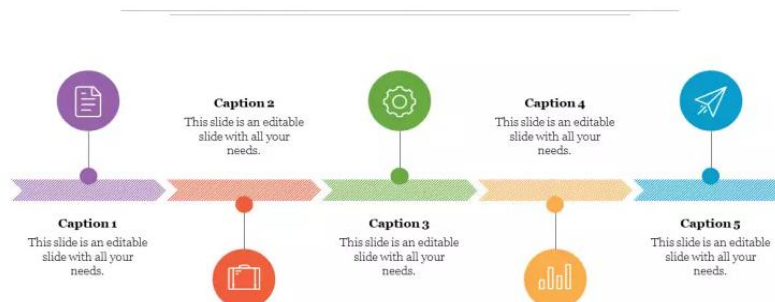 Caption 2
This slide is an editable
slide with all your
needs.
Caption 4
This slide is an editable
slide with all your
needs.
Caption 1
This slide is an editable
slide with all your
needs.
Caption 3
This slide is an editable
slide with all your
needs.
Caption 5
This slide is an editable
slide with all your
needs.